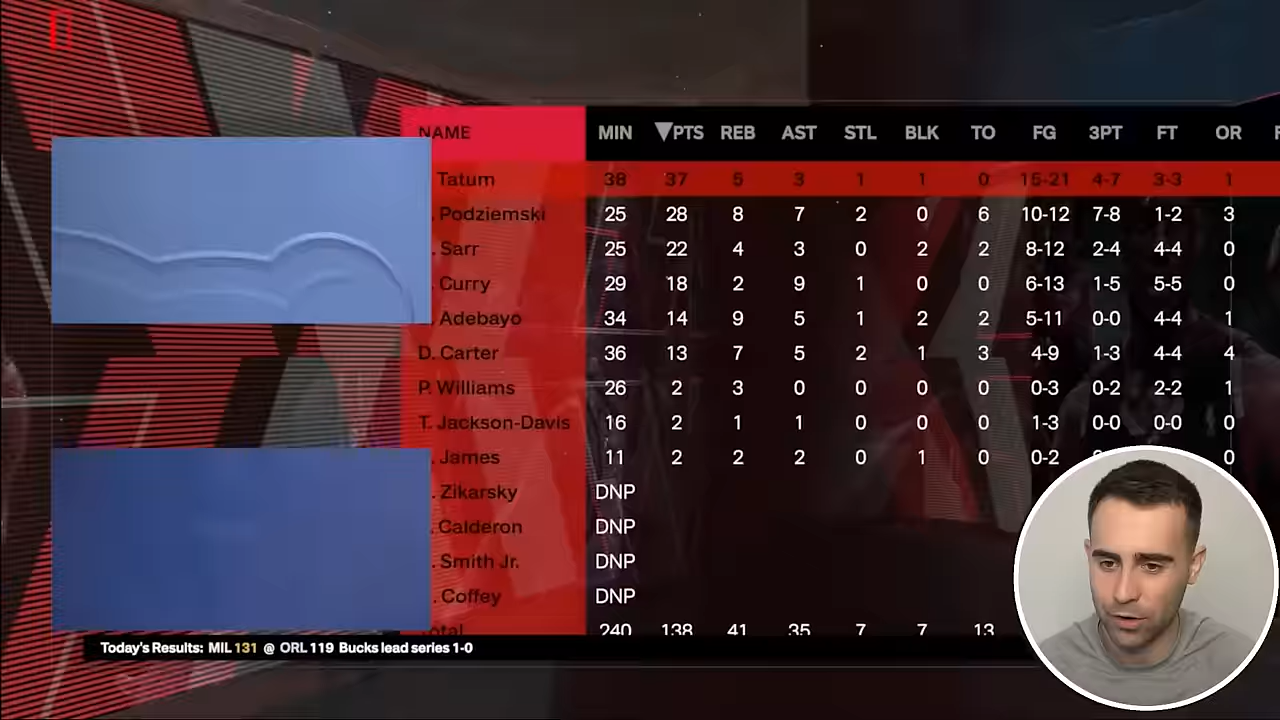 NAME MIN ▼PTS REB AST STL BLK TO FG 3PT FT OR
Tatum 38 37 5 3 1 1 0 15-21 4-7 3-3 1
. Podziemski 25 28 8 7 2 0 6 10-12 7-8 1-2 3
. Sarr 25 22 4 3 0 2 2 8-12 2-4 4-4 0
. Curry 29 18 2 9 1 0 0 6-13 1-5 5-5 0
. Adebayo 34 14 9 5 1 2 2 5-11 0-0 4-4 1
D. Carter 36 13 7 5 2 1 3 4-9 1-3 4-4 4
P. Williams 26 2 3 0 0 0 0 0-3 0-2 2-2 1
T. Jackson-Davis 16 2 1 1 0 0 0 1-3 0-0 0-0 0
. James 11 2 2 2 0 1 0 0-2 0
. Zikarsky DNP
. Calderon DNP
. Smith Jr. DNP
. Coffey DNP
otal 240 138 41 35 7 7 13
Today's Results: MIL 131 @ ORL 119 Bucks lead series 1-0